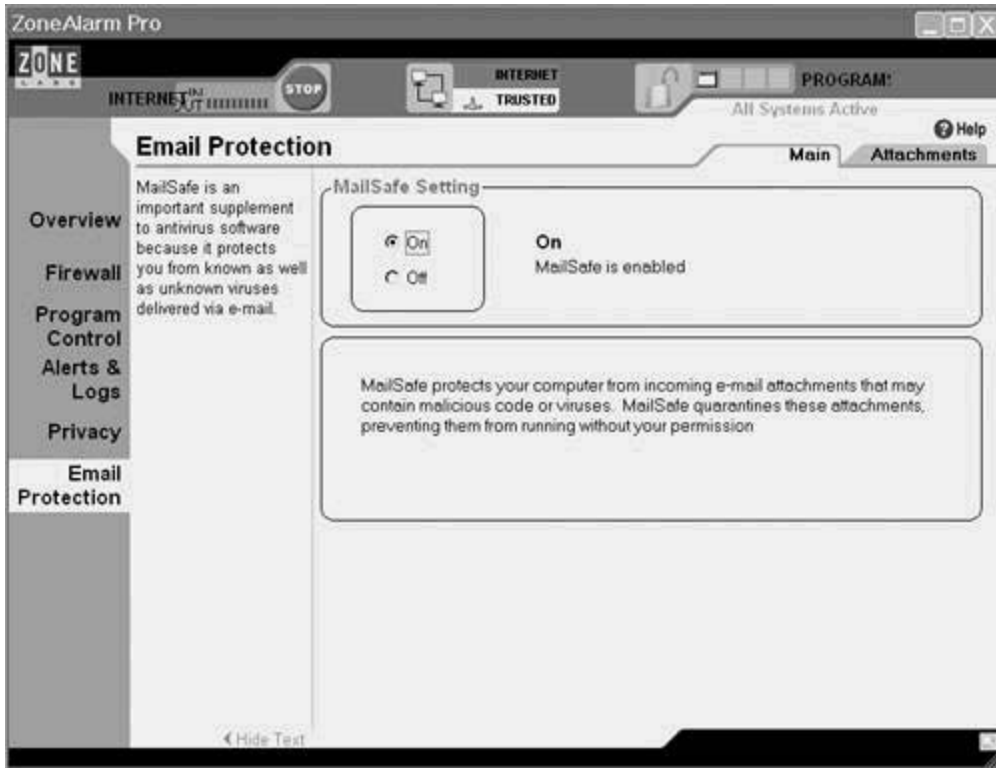 ZoneAlarm Pro
ZONE
LABS
INTERNET
IN
UT
STOP
INTERNET
TRUSTED
PROGRAM!
All Systems Active
Help
Email Protection
Main
Attachments
MailSafe is an
important supplement
to antivirus software
because it protects
you from known as well
as unknown viruses
delivered via e-mail.
Overview
Firewall
Program
Control
Alerts &
Logs
Privacy
Email
Protection
MailSafe Setting
On
Off
On
MailSafe is enabled
MailSafe protects your computer from incoming e-mail attachments that may
contain malicious code or viruses. MailSafe quarantines these attachments,
preventing them from running without your permission
Hide Text